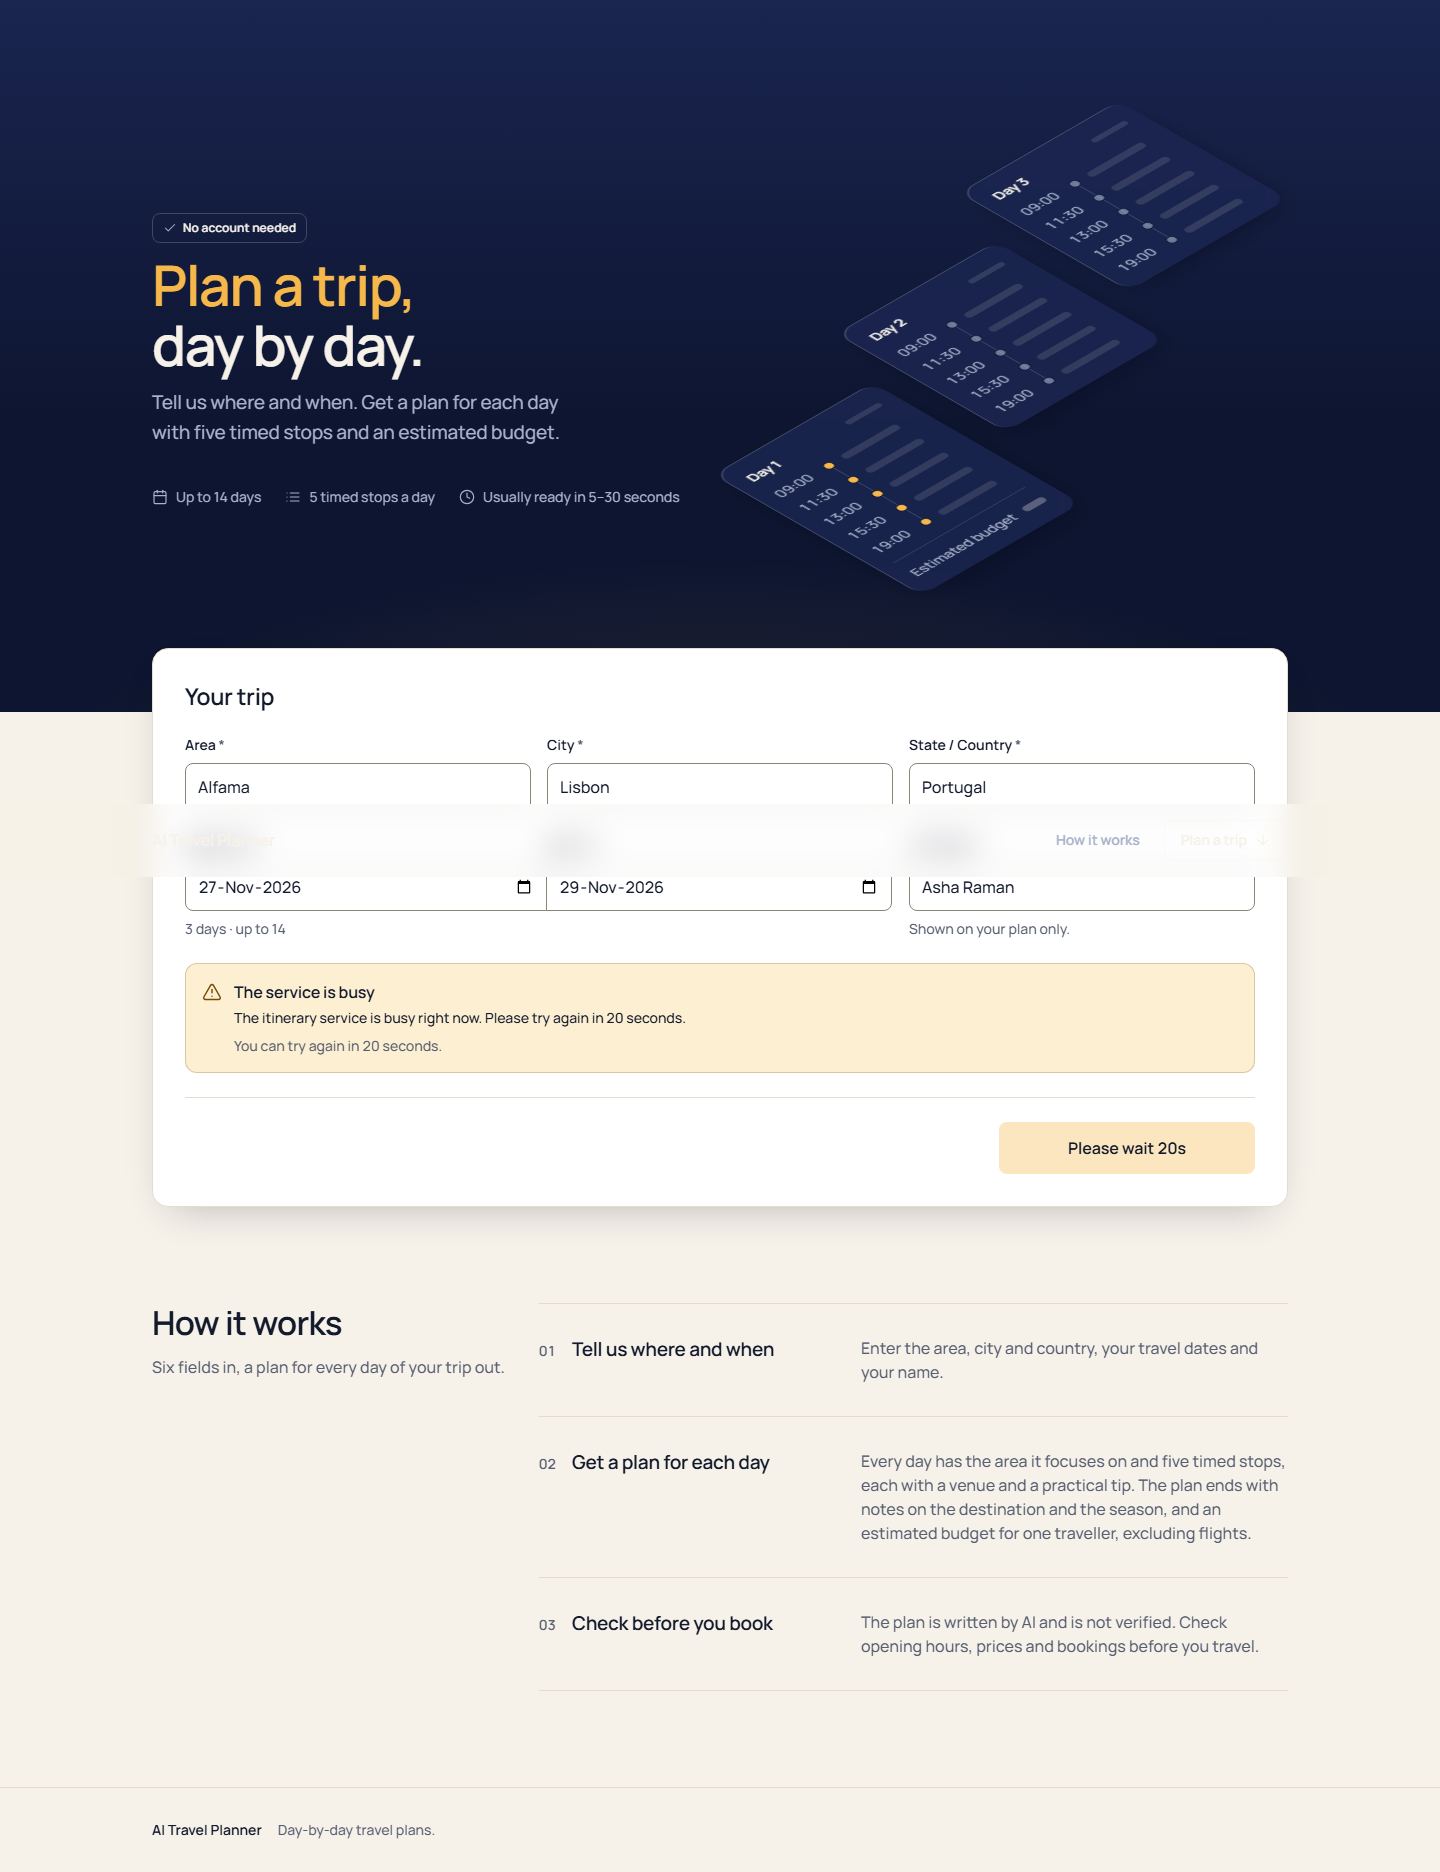 No account needed
Plan a trip,
day by day.
Tell us where and when. Get a plan for each day
with five timed stops and an estimated budget.
Up to 14 days
5 timed stops a day
Usually ready in 5–30 seconds
Day 3
09:00
11:30
13:00
15:30
19:00
Day 2
09:00
11:30
13:00
15:30
19:00
Day 1
09:00
11:30
13:00
15:30
19:00
Estimated budget
Your trip
Area *
City *
State / Country *
Alfama
Lisbon
Portugal
AI Travel Planner
How it works
Plan a trip
27-Nov-2026
29-Nov-2026
Asha Raman
3 days · up to 14
Shown on your plan only.
The service is busy
The itinerary service is busy right now. Please try again in 20 seconds.
You can try again in 20 seconds.
Please wait 20s
How it works
Six fields in, a plan for every day of your trip out.
01 Tell us where and when
Enter the area, city and country, your travel dates and
your name.
02 Get a plan for each day
Every day has the area it focuses on and five timed stops,
each with a venue and a practical tip. The plan ends with
notes on the destination and the season, and an
estimated budget for one traveller, excluding flights.
03 Check before you book
The plan is written by AI and is not verified. Check
opening hours, prices and bookings before you travel.
AI Travel Planner Day-by-day travel plans.